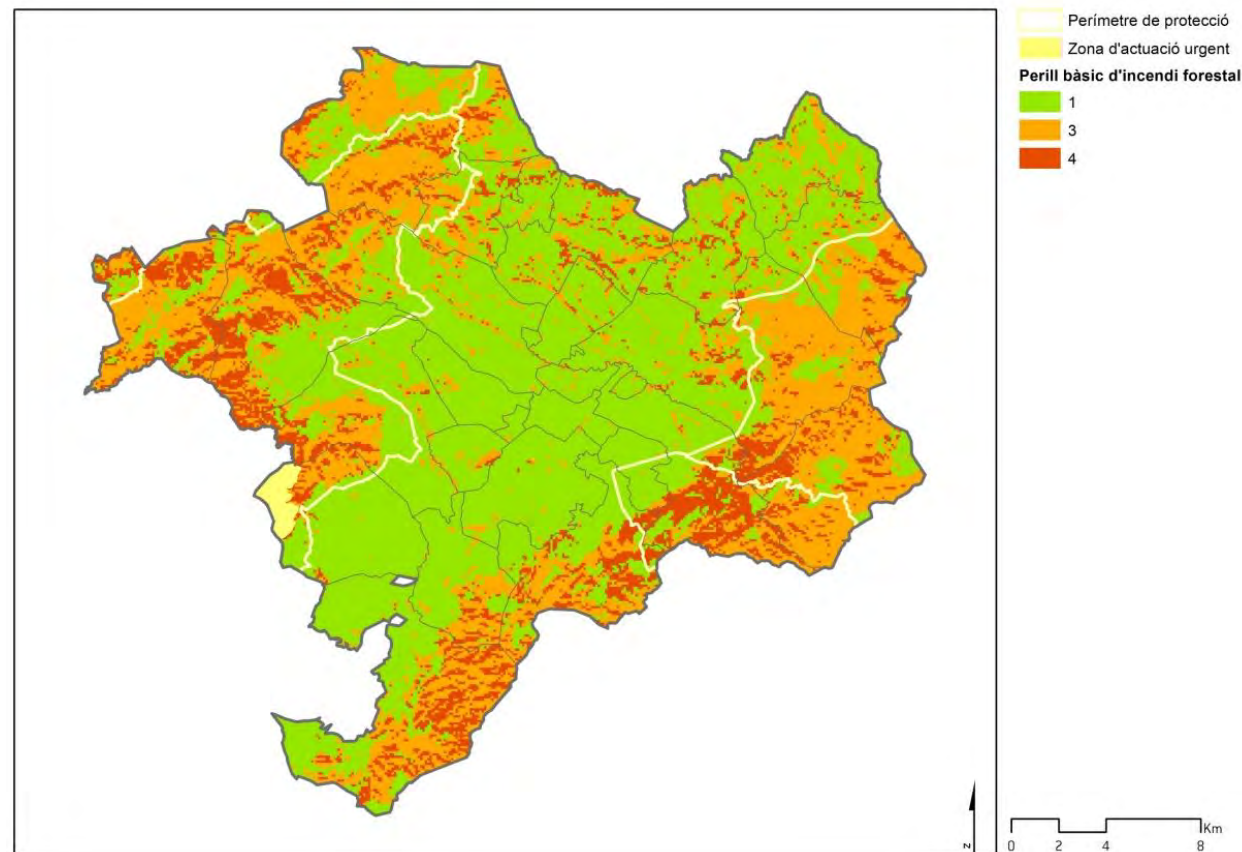 Perímetre de protecció
Zona d'actuació urgent
Perill bàsic d'incendi forestal
1
3
4
Km
0 2 4 8
N